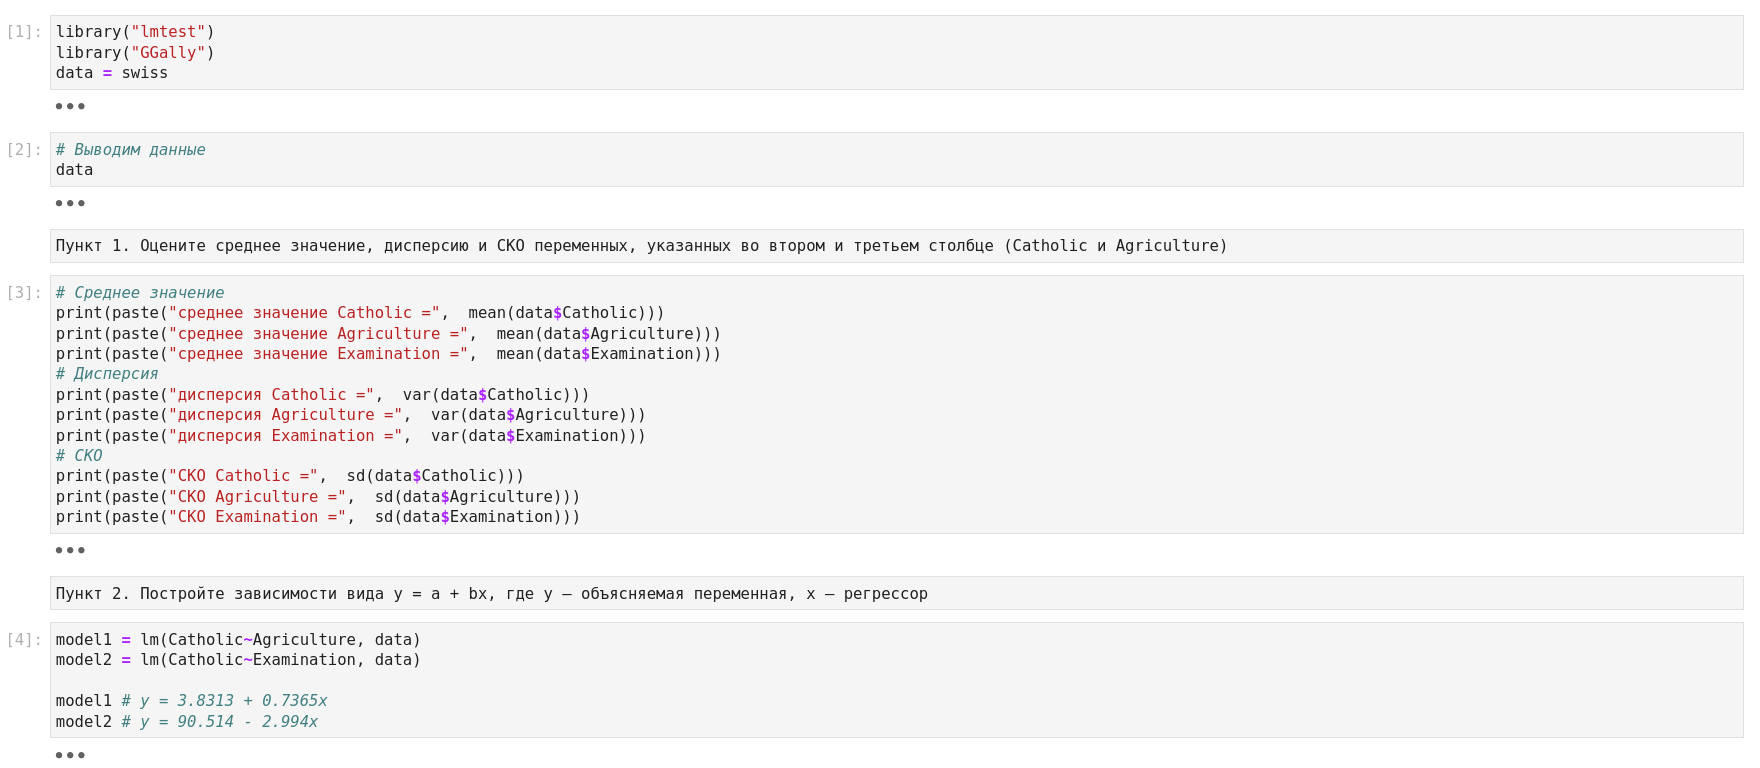 [1]:
library("lmtest")
library("GGally")
data = swiss
[2]:
# Выводим данные
data
Пункт 1. Оцените среднее значение, дисперсию и СКО переменных, указанных во втором и третьем столбце (Catholic и Agriculture)
[3]:
# Среднее значение
print(paste("среднее значение Catholic =",  mean(data$Catholic)))
print(paste("среднее значение Agriculture =",  mean(data$Agriculture)))
print(paste("среднее значение Examination =",  mean(data$Examination)))
# Дисперсия
print(paste("дисперсия Catholic =",  var(data$Catholic)))
print(paste("дисперсия Agriculture =",  var(data$Agriculture)))
print(paste("дисперсия Examination =",  var(data$Examination)))
# СКО
print(paste("СКО Catholic =",  sd(data$Catholic)))
print(paste("СКО Agriculture =",  sd(data$Agriculture)))
print(paste("СКО Examination =",  sd(data$Examination)))
Пункт 2. Постройте зависимости вида y = a + bx, где y – объясняемая переменная, x – регрессор
[4]:
model1 = lm(Catholic~Agriculture, data)
model2 = lm(Catholic~Examination, data)
model1 # y = 3.8313 + 0.7365x
model2 # y = 90.514 - 2.994x